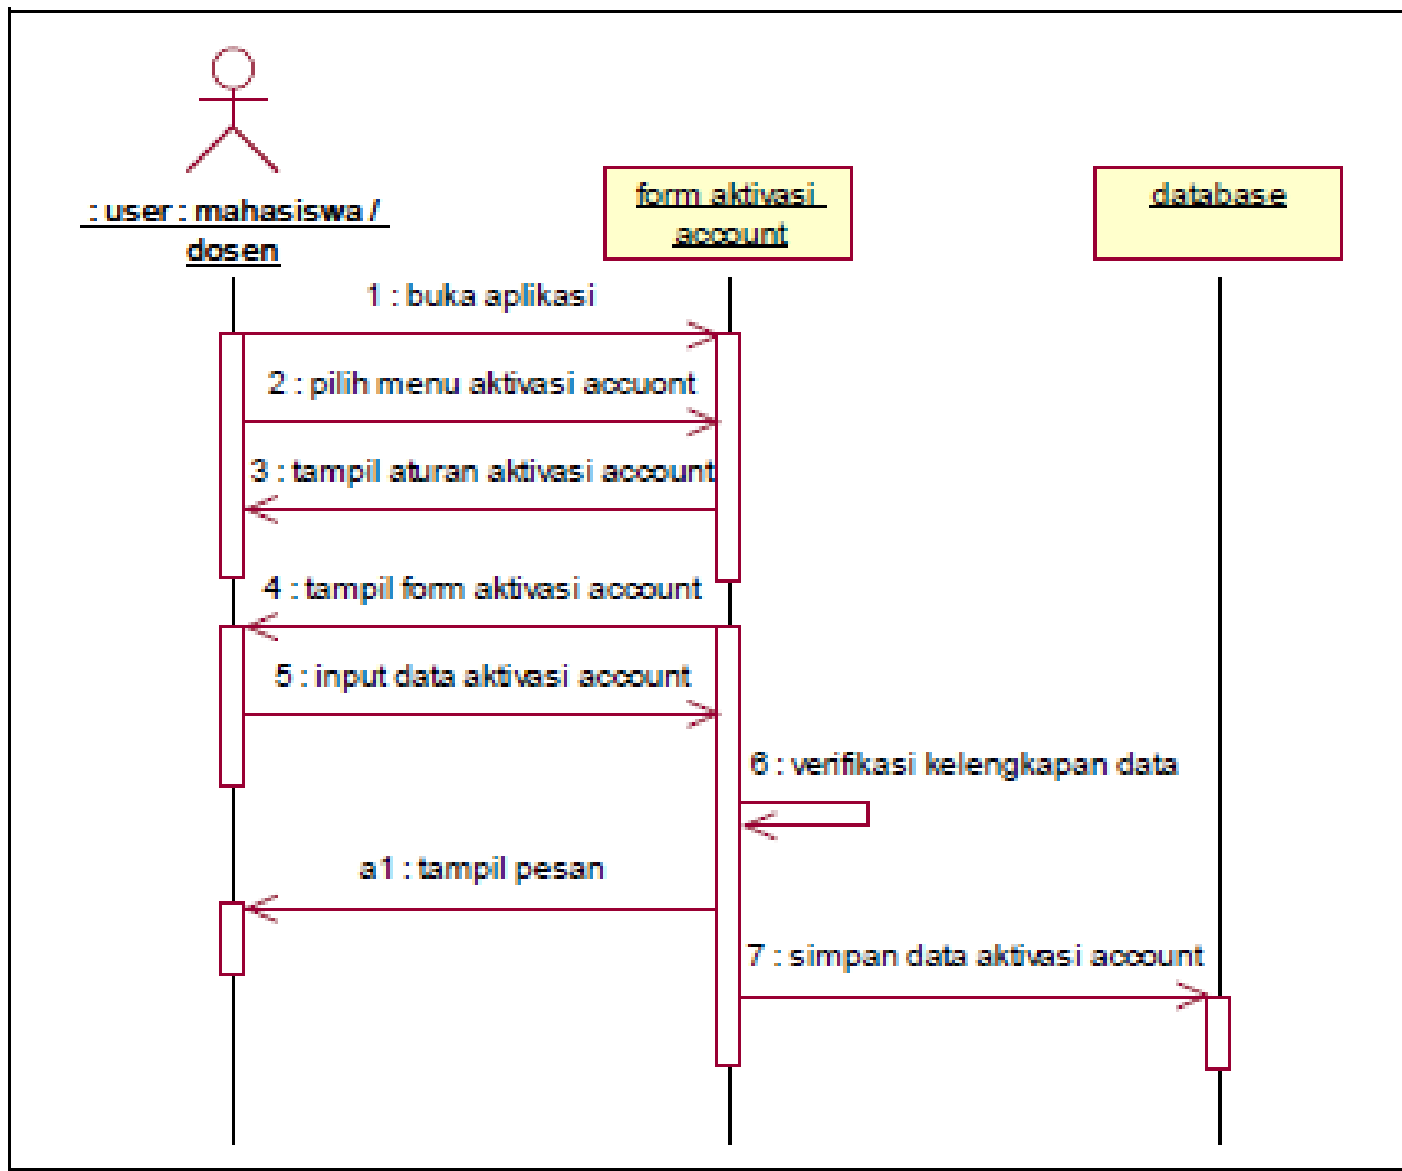 : user : mahasiswa /
dosen
form aktivasi
account
database
1 : buka aplikasi
2 : pilih menu aktivasi accuont
3 : tampil aturan aktivasi account
4 : tampil form aktivasi account
5 : input data aktivasi account
6 : verifikasi kelengkapan data
a1 : tampil pesan
7 : simpan data aktivasi account